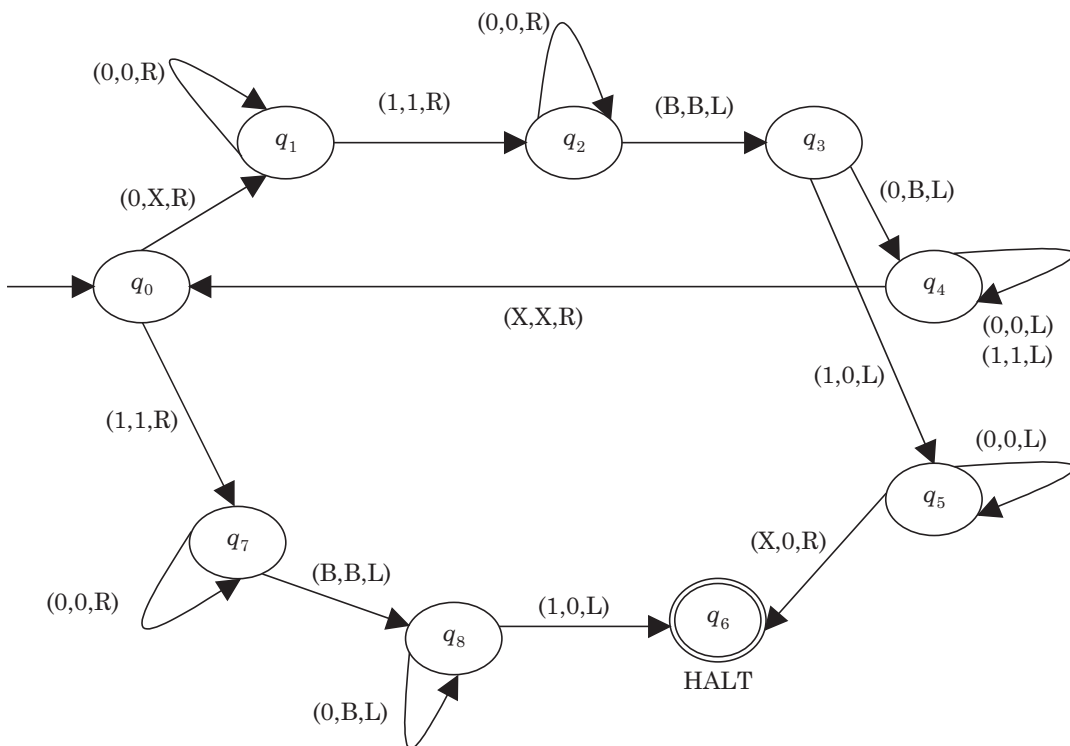 (0,0,R)
(0,0,R)
(1,1,R)
(B,B,L)
q1
q2
q3
(0,X,R)
(0,B,L)
q0
q4
(X,X,R)
(0,0,L)
(1,1,L)
(1,0,L)
(1,1,R)
(0,0,L)
q5
q7
(X,0,R)
(B,B,L)
(0,0,R)
(1,0,L)
q6
q8
HALT
(0,B,L)